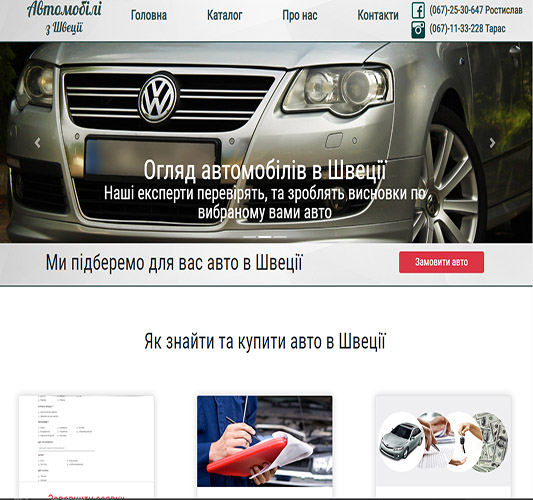 Автомобілі
з Швеції
Головна
Каталог
Про нас
Контакти
(067)-25-30-647 Ростислав
(067)-11-33-228 Тарас
Огляд автомобілів в Швеції
Наші експерти перевірять, та зроблять висновки по
вибраному вами авто
Ми підберемо для вас авто в Швеції
Замовити авто
Як знайти та купити авто в Швеції